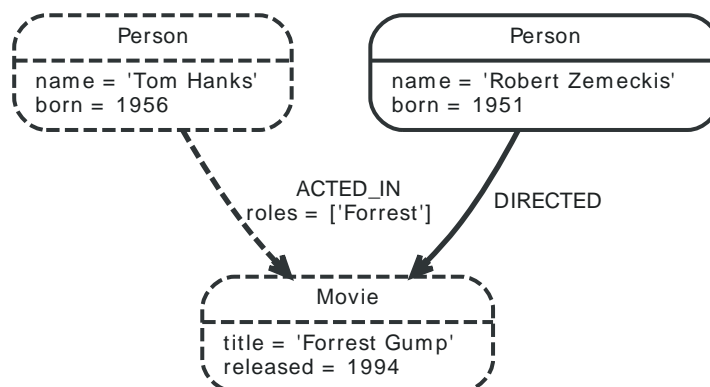 Person
name = 'Tom Hanks'
born = 1956
Person
name = 'Robert Zemeckis'
born = 1951
ACTED_IN
roles = ['Forrest']
DIRECTED
Movie
title = 'Forrest Gump'
released = 1994